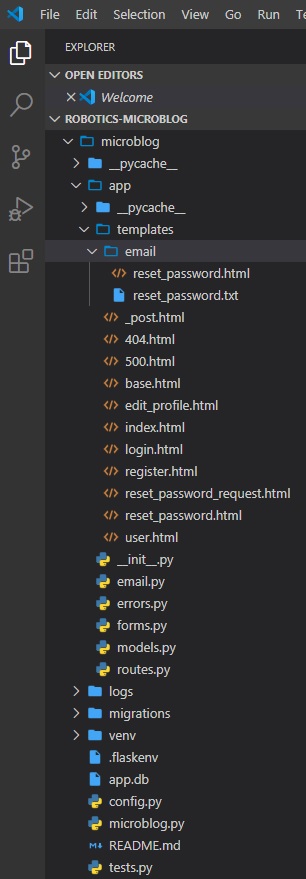 File Edit Selection View Go Run T
EXPLORER
OPEN EDITORS
Welcome
ROBOTICS-MICROBLOG
microblog
__pycache__
app
__pycache__
templates
email
reset_password.html
reset_password.txt
_post.html
404.html
500.html
base.html
edit_profile.html
index.html
login.html
register.html
reset_password_request.html
reset_password.html
user.html
__init__.py
email.py
errors.py
forms.py
models.py
routes.py
logs
migrations
venv
.flaskenv
app.db
config.py
microblog.py
README.md
tests.py